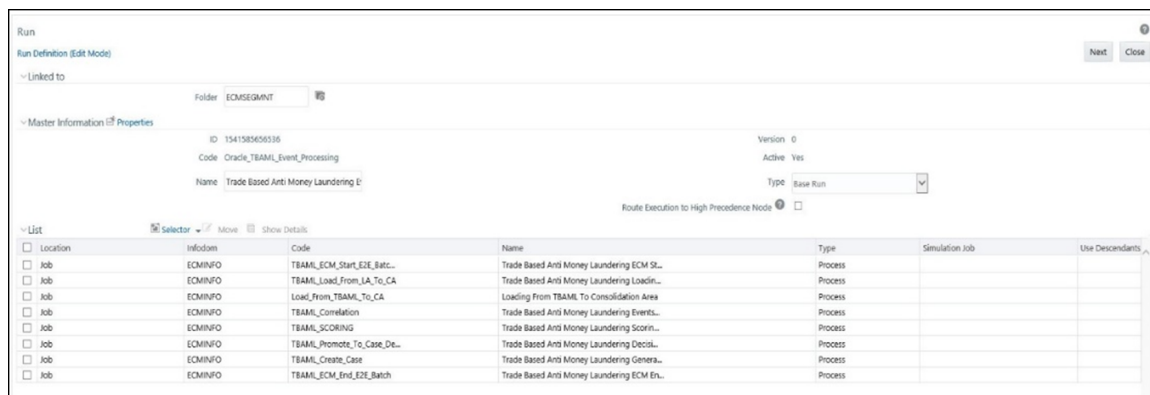 Run
Run Definition (Edit Mode)
Next Close
Linked to
Folder ECMSEGMNT
Master Information Properties
ID 1541585656536 Version 0
Code Oracle_TBAML_Event_Processing Active Yes
Name Trade Based Anti Money Laundering E Type Base Run
Route Execution to High Precedence Node
List Selector Move Show Details
Location Infodom Code Name Type Simulation Job Use Descendants
Job ECMINFO TBAML_ECM_Start_E2E_Batc... Trade Based Anti Money Laundering ECM St... Process
Job ECMINFO TBAML_Load_From_LA_To_CA Trade Based Anti Money Laundering Loadin... Process
Job ECMINFO Load_From_TBAML_To_CA Loading From TBAML To Consolidation Area Process
Job ECMINFO TBAML_Correlation Trade Based Anti Money Laundering Events... Process
Job ECMINFO TBAML_SCORING Trade Based Anti Money Laundering Scorin... Process
Job ECMINFO TBAML_Promote_To_Case_De... Trade Based Anti Money Laundering Decisi... Process
Job ECMINFO TBAML_Create_Case Trade Based Anti Money Laundering Genera... Process
Job ECMINFO TBAML_ECM_End_E2E_Batch Trade Based Anti Money Laundering ECM En... Process